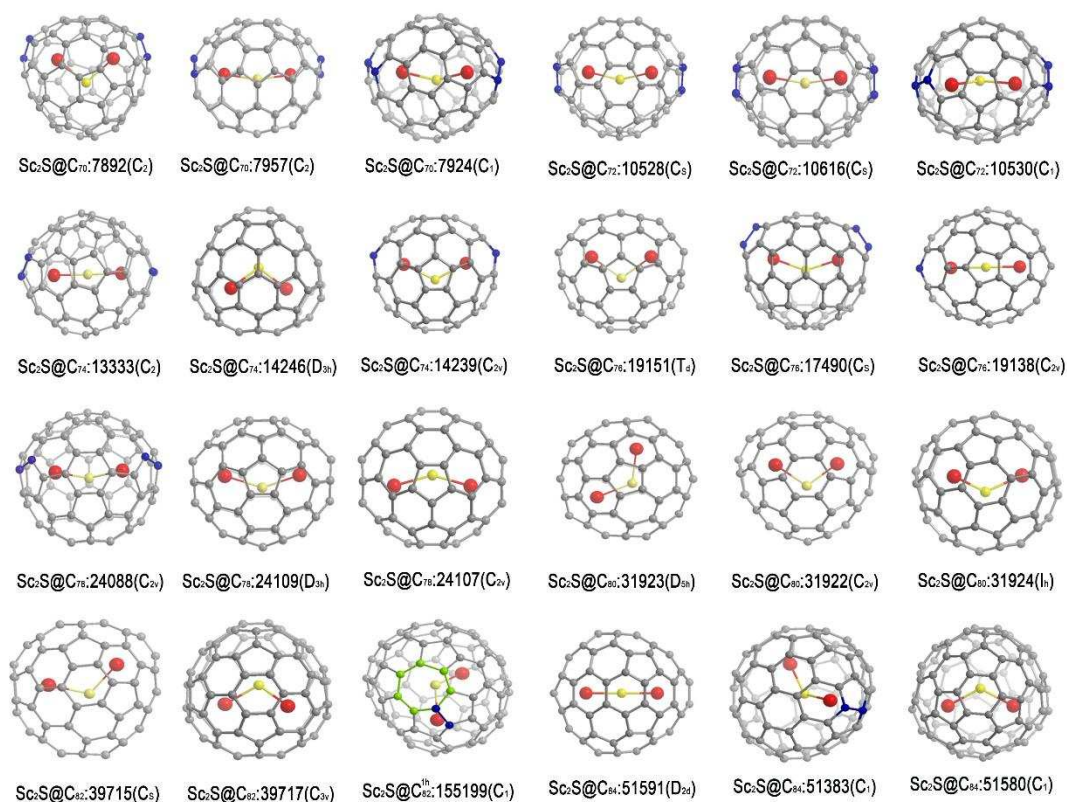 Sc₂S@C₇₀:7892(C₂) Sc₂S@C₇₀:7957(C₂) Sc₂S@C₇₀:7924(C₁) Sc₂S@C₇₂:10528(Cₛ) Sc₂S@C₇₂:10616(Cₛ) Sc₂S@C₇₂:10530(C₁)
Sc₂S@C₇₄:13333(C₂) Sc₂S@C₇₄:14246(D₃ₕ) Sc₂S@C₇₄:14239(C₂ᵥ) Sc₂S@C₇₆:19151(T_d) Sc₂S@C₇₆:17490(Cₛ) Sc₂S@C₇₆:19138(C₂ᵥ)
Sc₂S@C₇₈:24088(C₂ᵥ) Sc₂S@C₇₈:24109(D₃ₕ) Sc₂S@C₇₈:24107(C₂ᵥ) Sc₂S@C₈₀:31923(D₅ₕ) Sc₂S@C₈₀:31922(C₂ᵥ) Sc₂S@C₈₀:31924(Iₕ)
Sc₂S@C₈₂:39715(Cₛ) Sc₂S@C₈₂:39717(C₃ᵥ) Sc₂S@C₈₂¹ʰ:155199(C₁) Sc₂S@C₈₄:51591(D₂d) Sc₂S@C₈₄:51383(C₁) Sc₂S@C₈₄:51580(C₁)